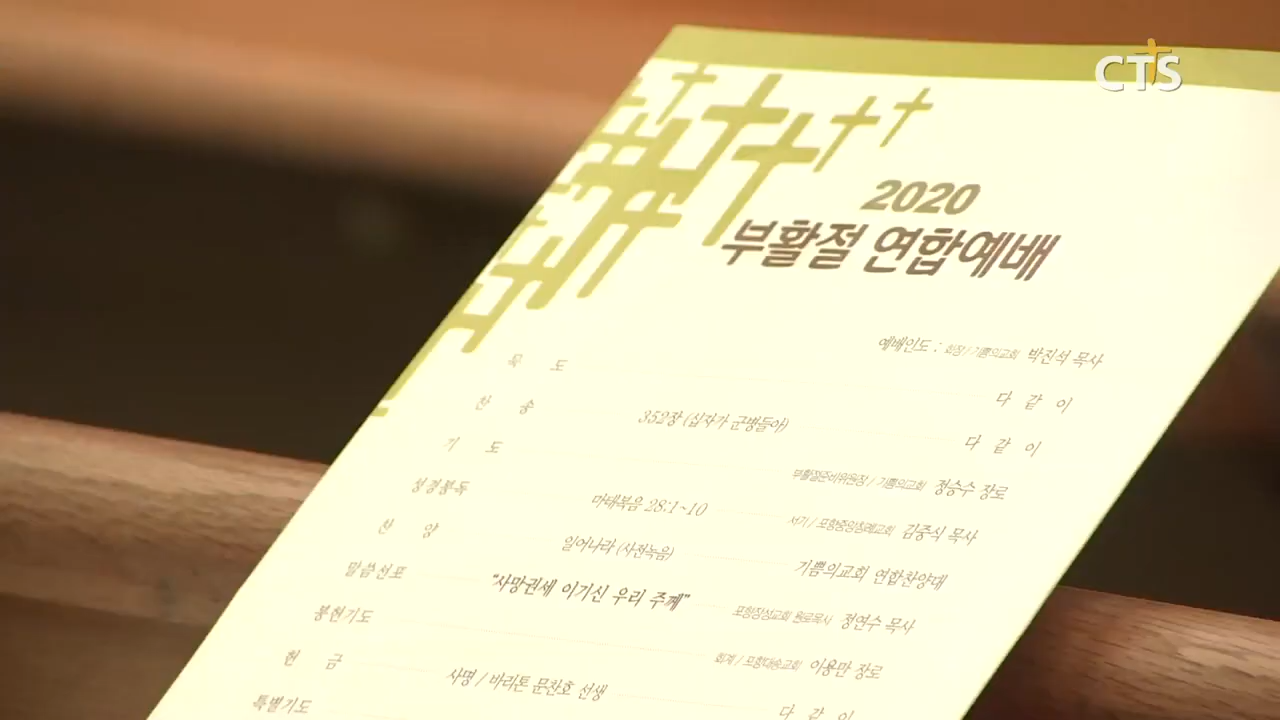 CTS
2020
부활절 연합예배
예배인도 : 회장 / 기쁨의교회 박진석 목사
묵 도 다 같 이
찬 송 352장 (십자가 군병들아) 다 같 이
기 도 부활절준비위원장 / 기쁨의교회 정승수 장로
성경봉독 마태복음 28:1~10 서기 / 포항중앙침례교회 김중식 목사
찬 양 일어나라 (사전녹음) 기쁨의교회 연합찬양대
말씀선포 "사망권세 이기신 우리 주께" 포항장성교회 원로목사 정연수 목사
봉헌기도 회계 / 포항대송교회 이용만 장로
헌 금 사명 / 바리톤 문찬호 선생 다 같 이
특별기도